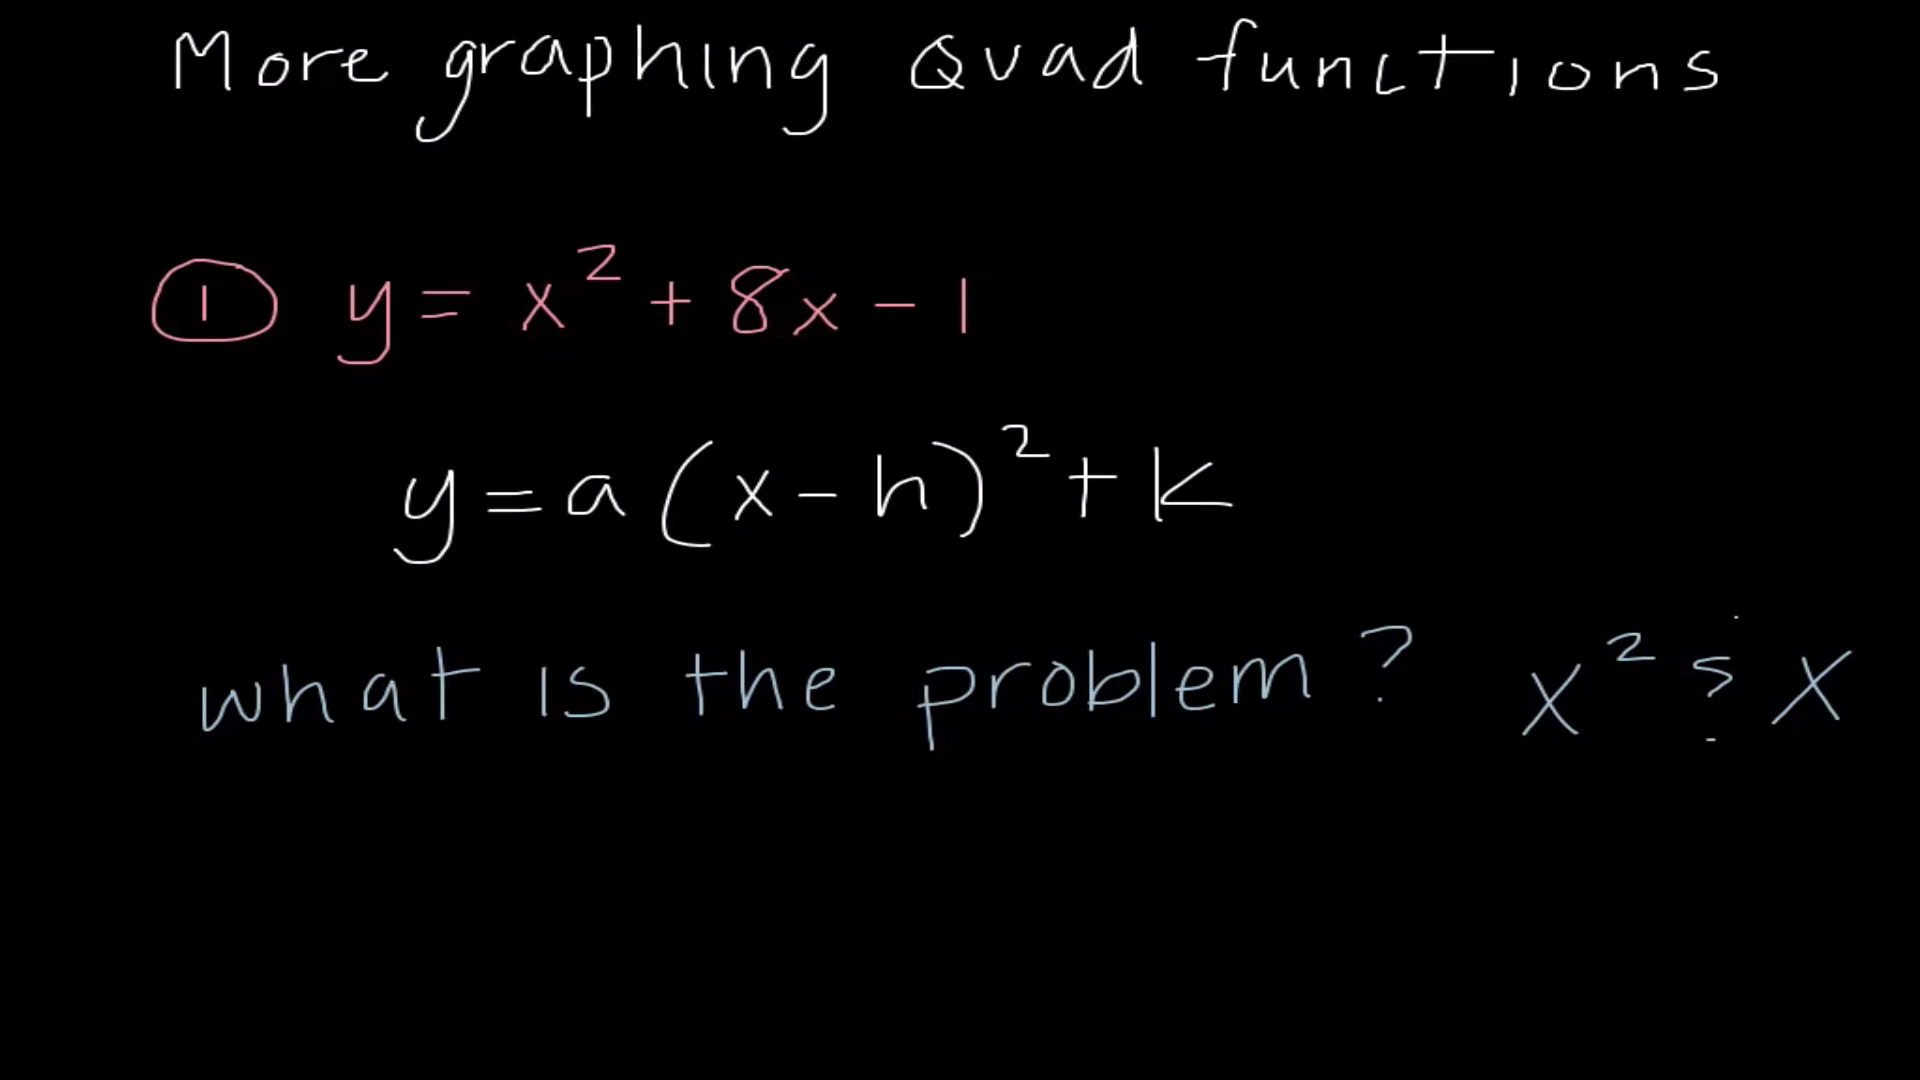 More graphing Quad functions
① y = x² + 8x - 1
y = a(x - h)² + k
what is the problem? x² & x